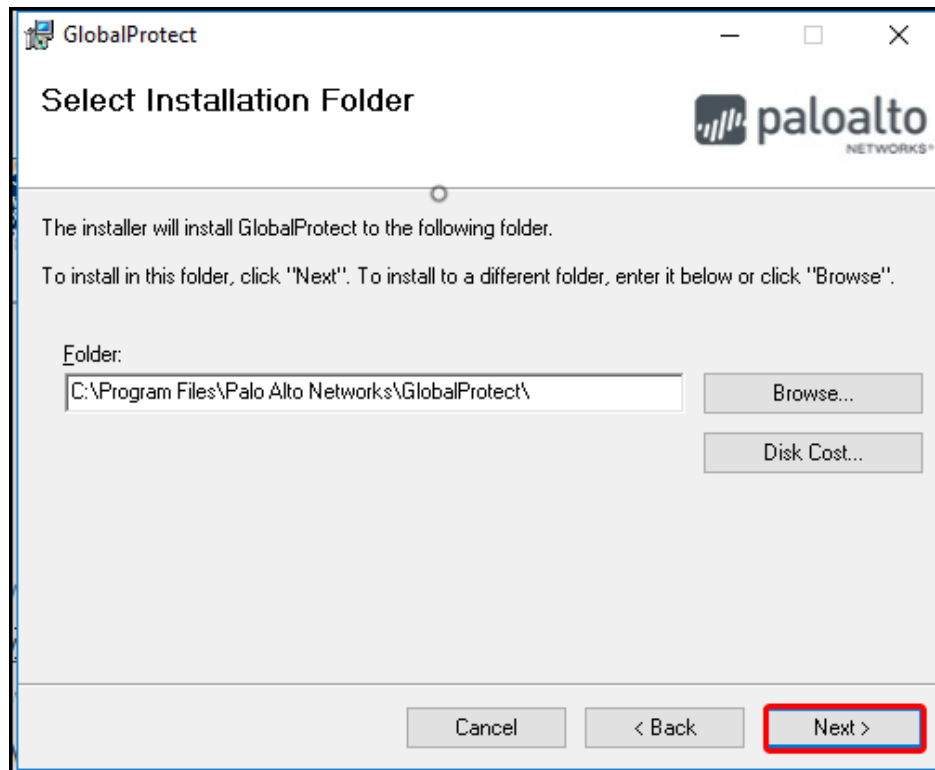 GlobalProtect
Select Installation Folder
paloalto
NETWORKS®
The installer will install GlobalProtect to the following folder.
To install in this folder, click "Next". To install to a different folder, enter it below or click "Browse".
Folder:
C:\Program Files\Palo Alto Networks\GlobalProtect\
Browse...
Disk Cost...
Cancel
< Back
Next >